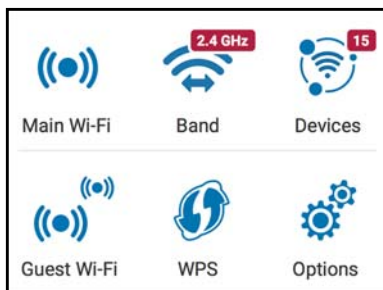 2.4 GHz 15
Main Wi-Fi Band Devices
Guest Wi-Fi WPS Options